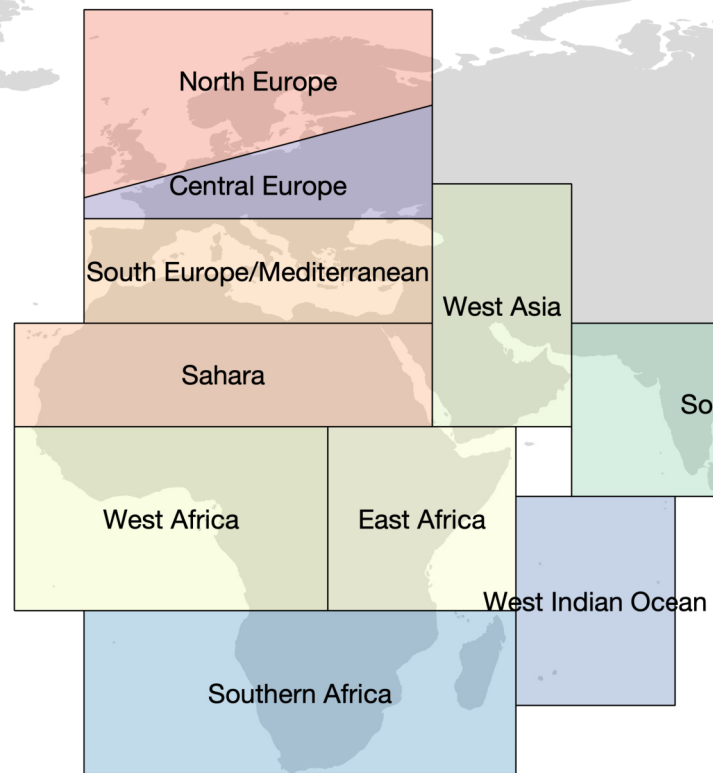 North Europe
Central Europe
South Europe/Mediterranean
West Asia
Sahara
So
West Africa
East Africa
West Indian Ocean
Southern Africa